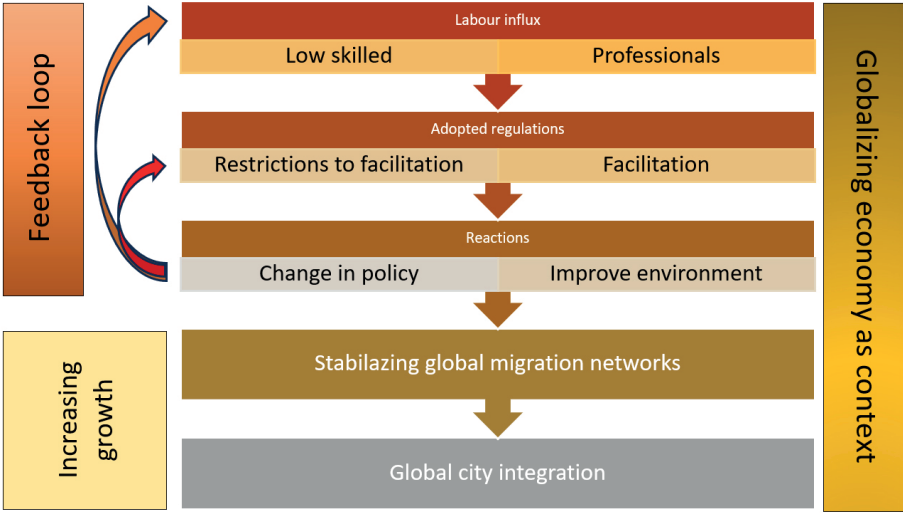 Feedback loop
Labour influx
Low skilled
Professionals
Adopted regulations
Restrictions to facilitation
Facilitation
Reactions
Change in policy
Improve environment
Increasing
growth
Stabilazing global migration networks
Global city integration
Globalizing economy as context